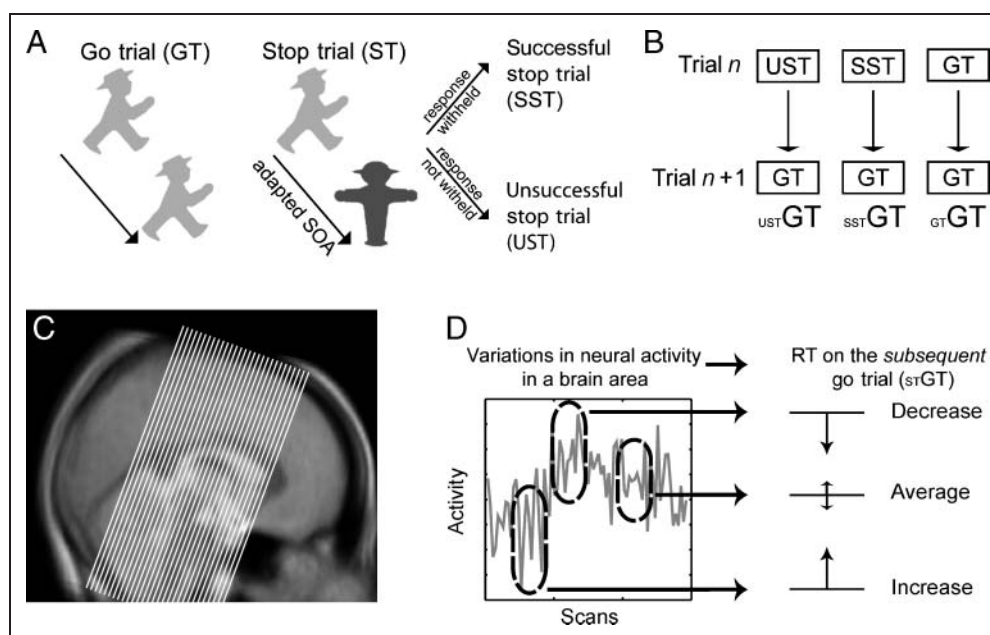 A
Go trial (GT)
Stop trial (ST)
adapted SOA
response
withheld
response
not witheld
Successful
stop trial
(SST)
Unsuccessful
stop trial
(UST)
B
Trial n
UST
SST
GT
Trial n + 1
GT
GT
GT
USTGT
SSTGT
GTGT
C
D
Variations in neural activity
in a brain area
RT on the subsequent
go trial (STGT)
Activity
Scans
Decrease
Average
Increase